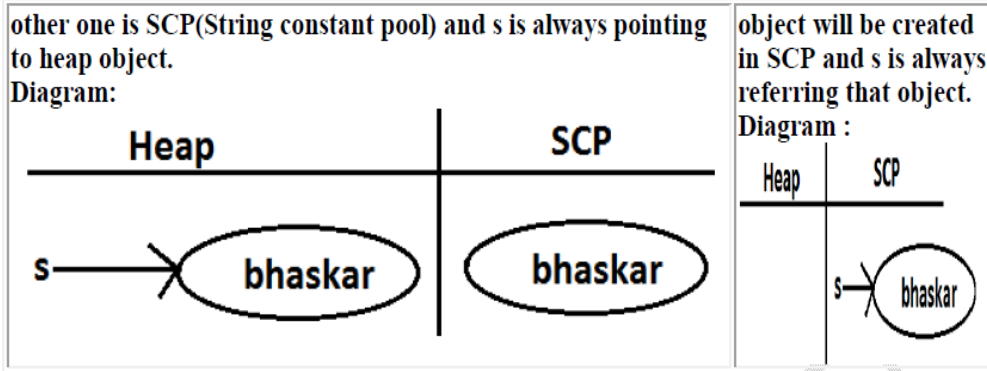 other one is SCP(String constant pool) and s is always pointing
to heap object.
Diagram:
Heap SCP
s bhaskar bhaskar
object will be created
in SCP and s is always
referring that object.
Diagram :
Heap SCP
s bhaskar